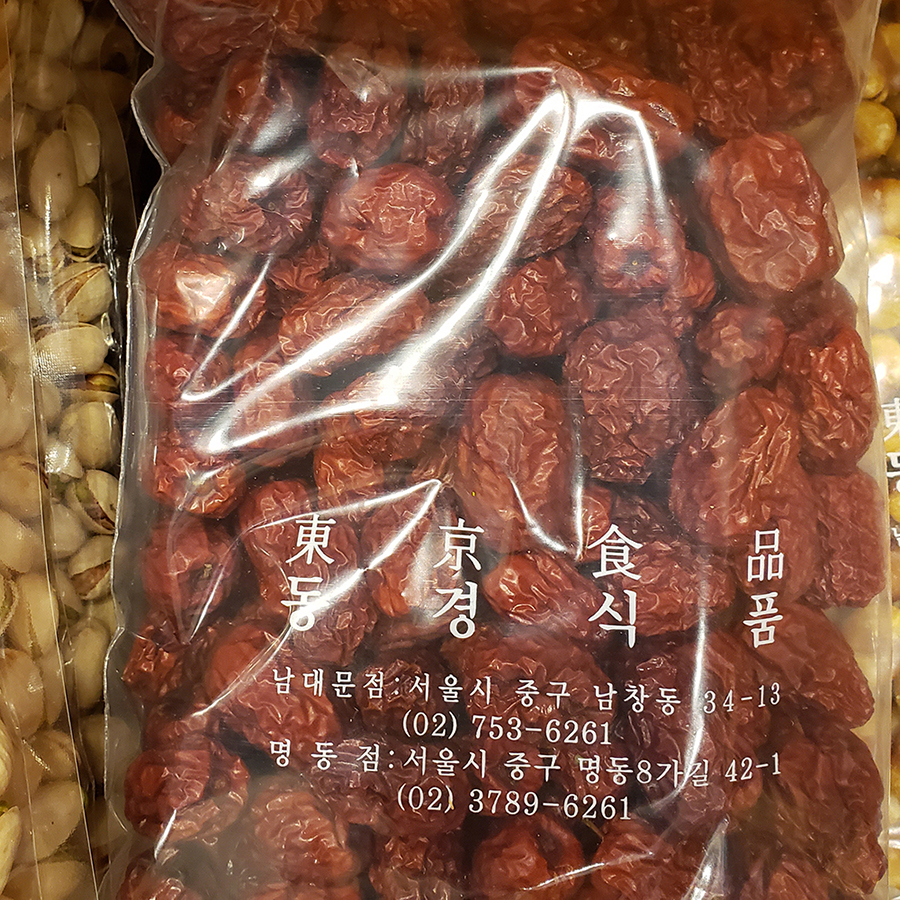 東 京 食 品
동 경 식 품
남대문점:서울시 중구 남창동 34-13
(02) 753-6261
명 동 점:서울시 중구 명동8가길 42-1
(02) 3789-6261
東